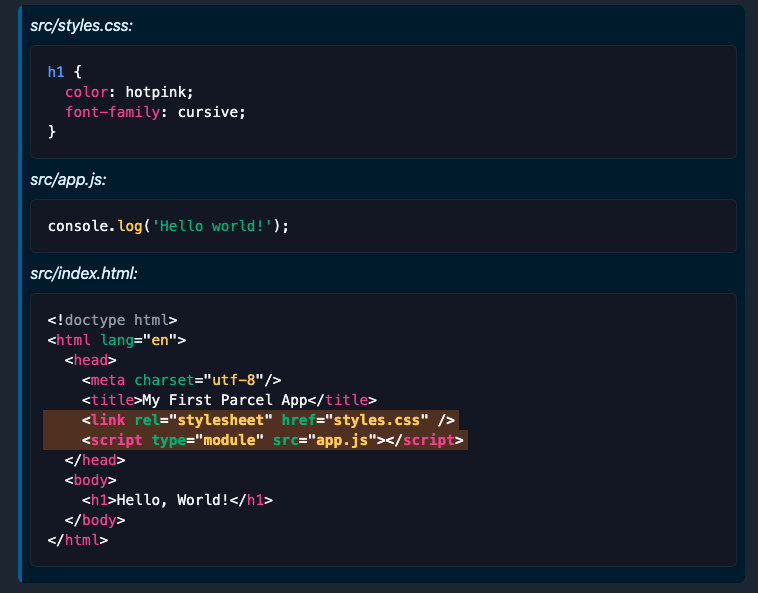 src/styles.css:
h1 {
  color: hotpink;
  font-family: cursive;
}
src/app.js:
console.log('Hello world!');
src/index.html:
<!doctype html>
<html lang="en">
  <head>
    <meta charset="utf-8"/>
    <title>My First Parcel App</title>
    <link rel="stylesheet" href="styles.css" />
    <script type="module" src="app.js"></script>
  </head>
  <body>
    <h1>Hello, World!</h1>
  </body>
</html>